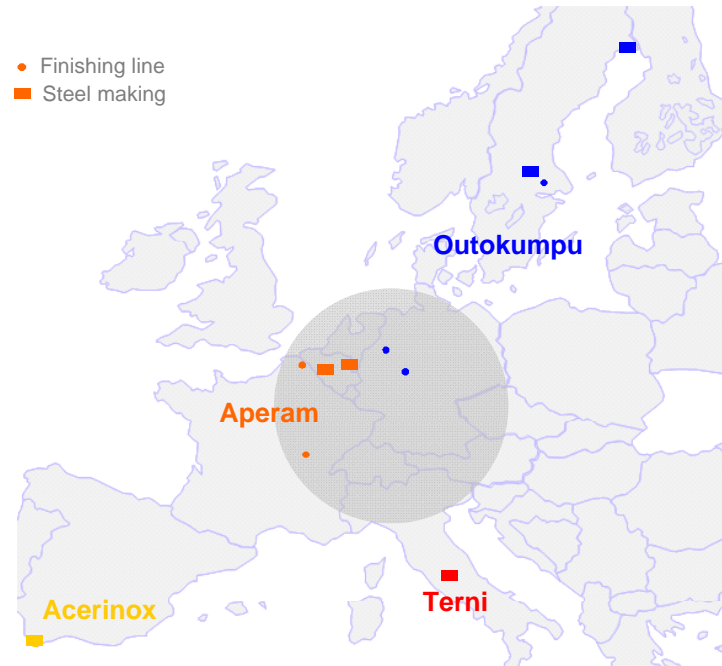 Finishing line
Steel making
Outokumpu
Aperam
Acerinox
Terni